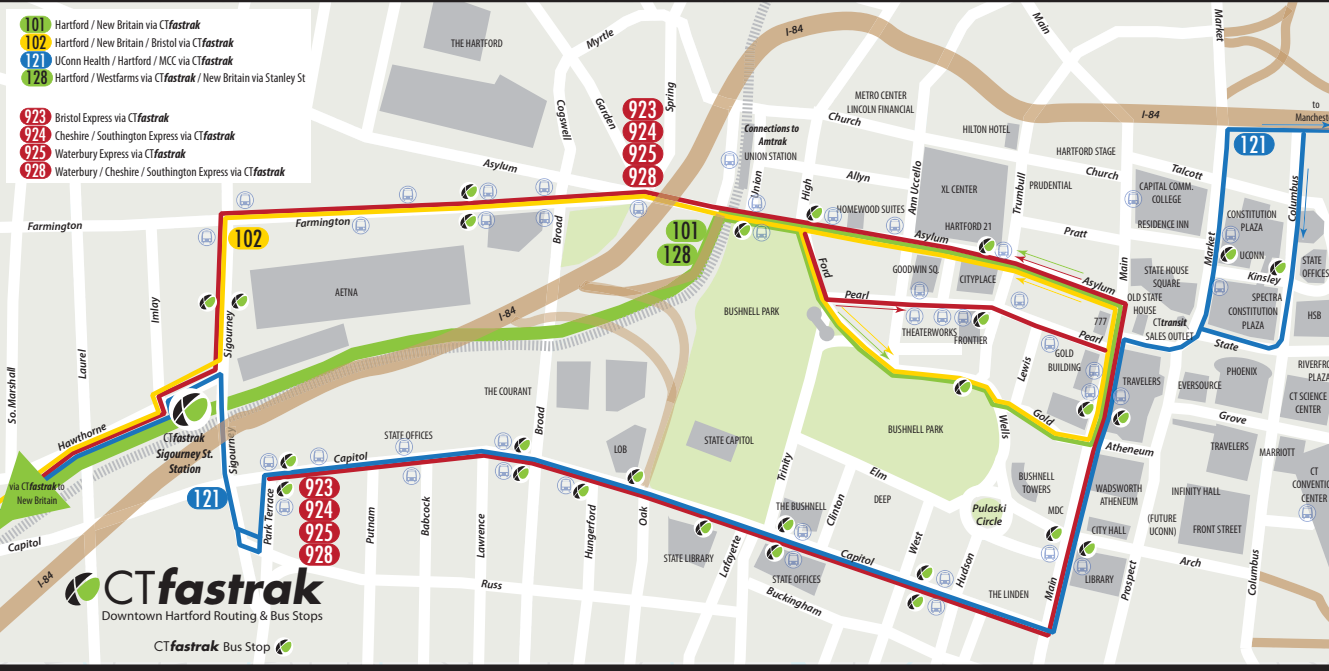 101 Hartford / New Britain via CTfastrak
102 Hartford / New Britain / Bristol via CTfastrak
121 UConn Health / Hartford / MCC via CTfastrak
128 Hartford / Westfarms via CTfastrak / New Britain via Stanley St
923 Bristol Express via CTfastrak
924 Cheshire / Southington Express via CTfastrak
925 Waterbury Express via CTfastrak
928 Waterbury / Cheshire / Southington Express via CTfastrak
THE HARTFORD
Myrtle
I-84
Main
Market
Cogswell
Garden
Spring
923
924
925
928
METRO CENTER
LINCOLN FINANCIAL
Church
Connections to
Amtrak
UNION STATION
HILTON HOTEL
I-84
to
Manchest
121
HARTFORD STAGE
Church
Talcott
Asylum
Allyn
Union
High
Ann Uccello
XL CENTER
Trumbull
PRUDENTIAL
CAPITAL COMM.
COLLEGE
RESIDENCE INN
Columbus
CONSTITUTION
PLAZA
UCONN
Farmington
Farmington
Broad
102
101
128
HOMEWOOD SUITES
HARTFORD 21
Asylum
Pratt
Main
Market
Kinsley
STATE
OFFICES
AETNA
Imlay
Laurel
So. Marshall
Sigourney
I-84
BUSHNELL PARK
Ford
Pearl
GOODWIN SQ.
CITYPLACE
THEATERWORKS
FRONTIER
Asylum
777
Pearl
STATE HOUSE
SQUARE
OLD STATE
HOUSE
CTtransit
SALES OUTLET
SPECTRA
CONSTITUTION
PLAZA
HSB
State
GOLD
BUILDING
Lewis
TRAVELERS
EVERSOURCE
PHOENIX
RIVERFRO
PLAZA
CT SCIENCE
CENTER
THE COURANT
Broad
Hawthorne
CTfastrak
Sigourney St.
Station
via CTfastrak to
New Britain
Capitol
Sigourney
121
STATE OFFICES
Capitol
LOB
STATE CAPITOL
BUSHNELL PARK
Wells
Gold
Grove
Atheneum
TRAVELERS
MARRIOTT
CT
CONVENTIO
CENTER
Park Terrace
923
924
925
928
Putnam
Babcock
Lawrence
Hungerford
Oak
STATE LIBRARY
Lafayette
Trinity
Elm
THE BUSHNELL
Clinton
DEEP
BUSHNELL
TOWERS
Pulaski
Circle
MDC
WADSWORTH
ATHENEUM
CITY HALL
INFINITY HALL
(FUTURE
UCONN)
FRONT STREET
Arch
STATE OFFICES
Capitol
West
Hudson
Buckingham
THE LINDEN
Main
LIBRARY
Prospect
Columbus
Russ
I-84
CTfastrak
Downtown Hartford Routing & Bus Stops
CTfastrak Bus Stop